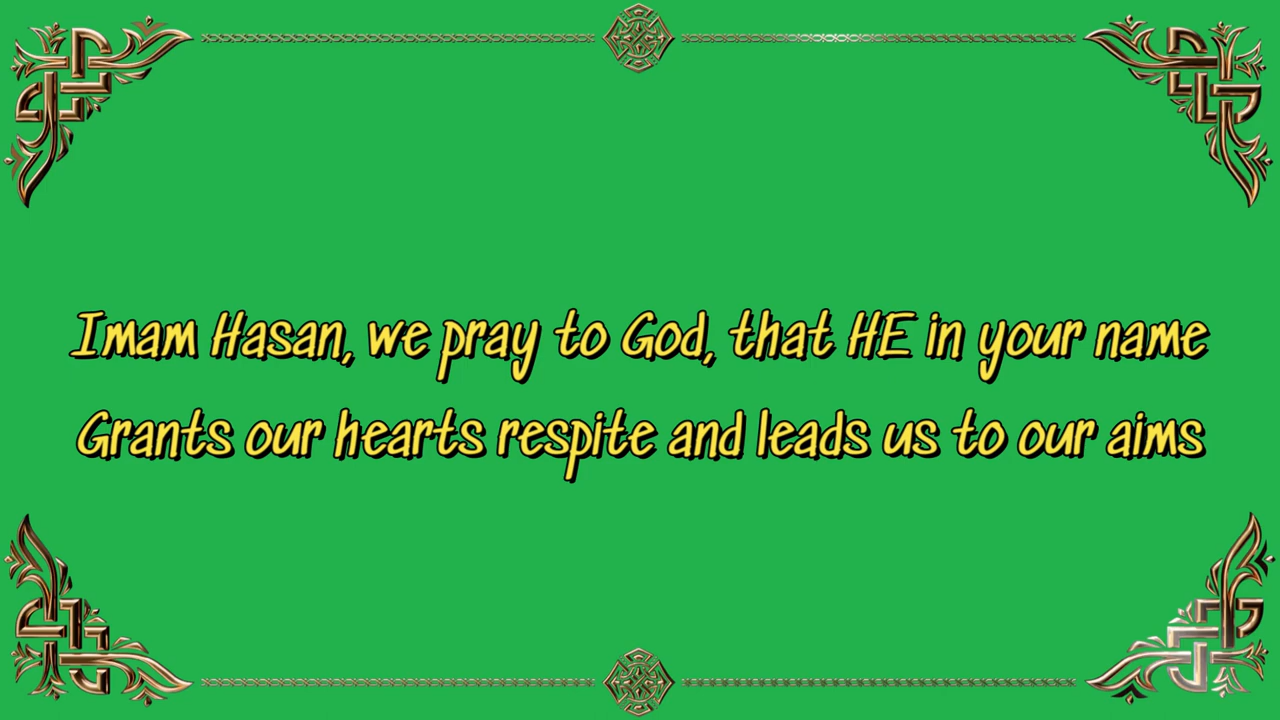 Imam Hasan, we pray to God, that HE in your name
Grants our hearts respite and leads us to our aims